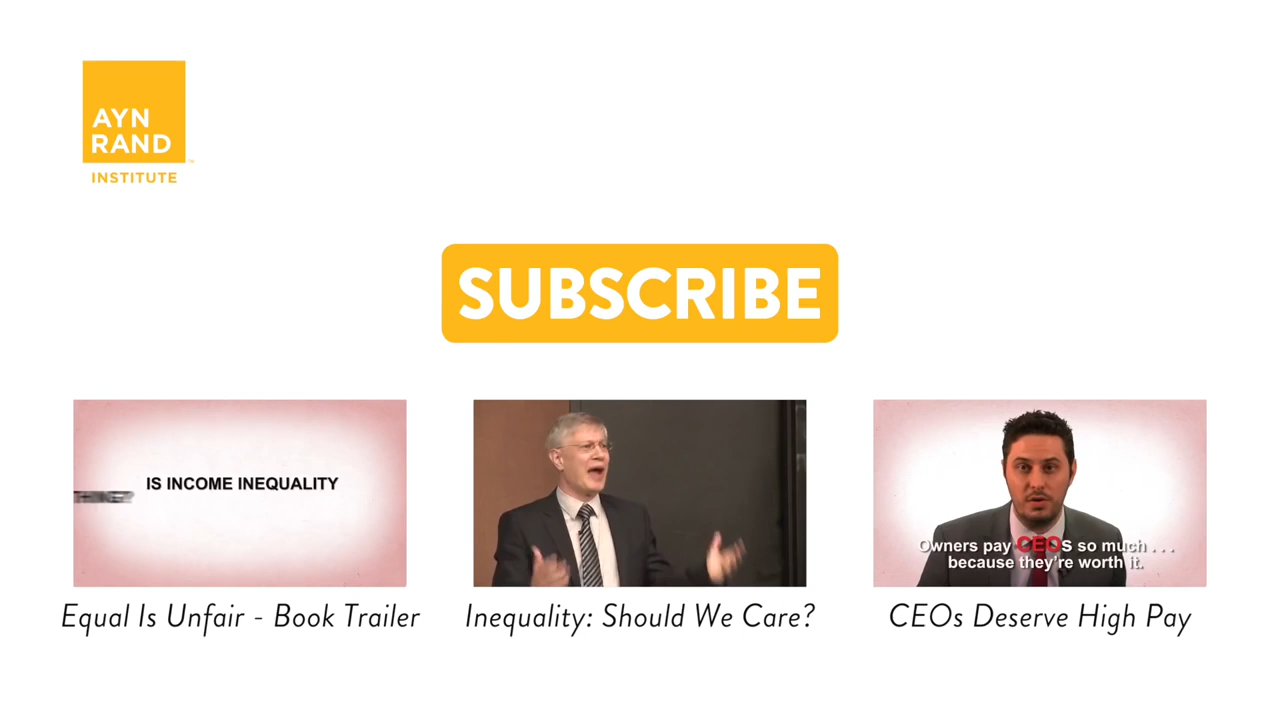 AYN
RAND
INSTITUTE
SUBSCRIBE
IS INCOME INEQUALITY
Owners pay CEOs so much . . .
because they're worth it.
Equal Is Unfair - Book Trailer
Inequality: Should We Care?
CEOs Deserve High Pay